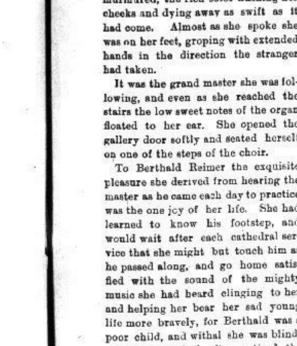 cheeks and dying away as swift as it
had come. Almost as she spoke she
was on her feet, groping with extended
hands in the direction the stranger
had taken.
It was the grand master she was fol-
lowing, and even as she reached the
stairs the low sweet notes of the organ
floated to her ear. She opened the
gallery door softly and seated herself
on one of the steps of the choir.
To Berthald Reimer the exquisite
pleasure she derived from hearing the
master as he came each day to practice
was the one joy of her life. She had
learned to know his footstep, and
would wait after each cathedral ser-
vice that she might but touch him as
he passed along, and go home satis-
fied with the sound of the mighty
music she had heard clinging to her
and helping her bear her sad young
life more bravely, for Berthald was a
poor child, and withal she was blind